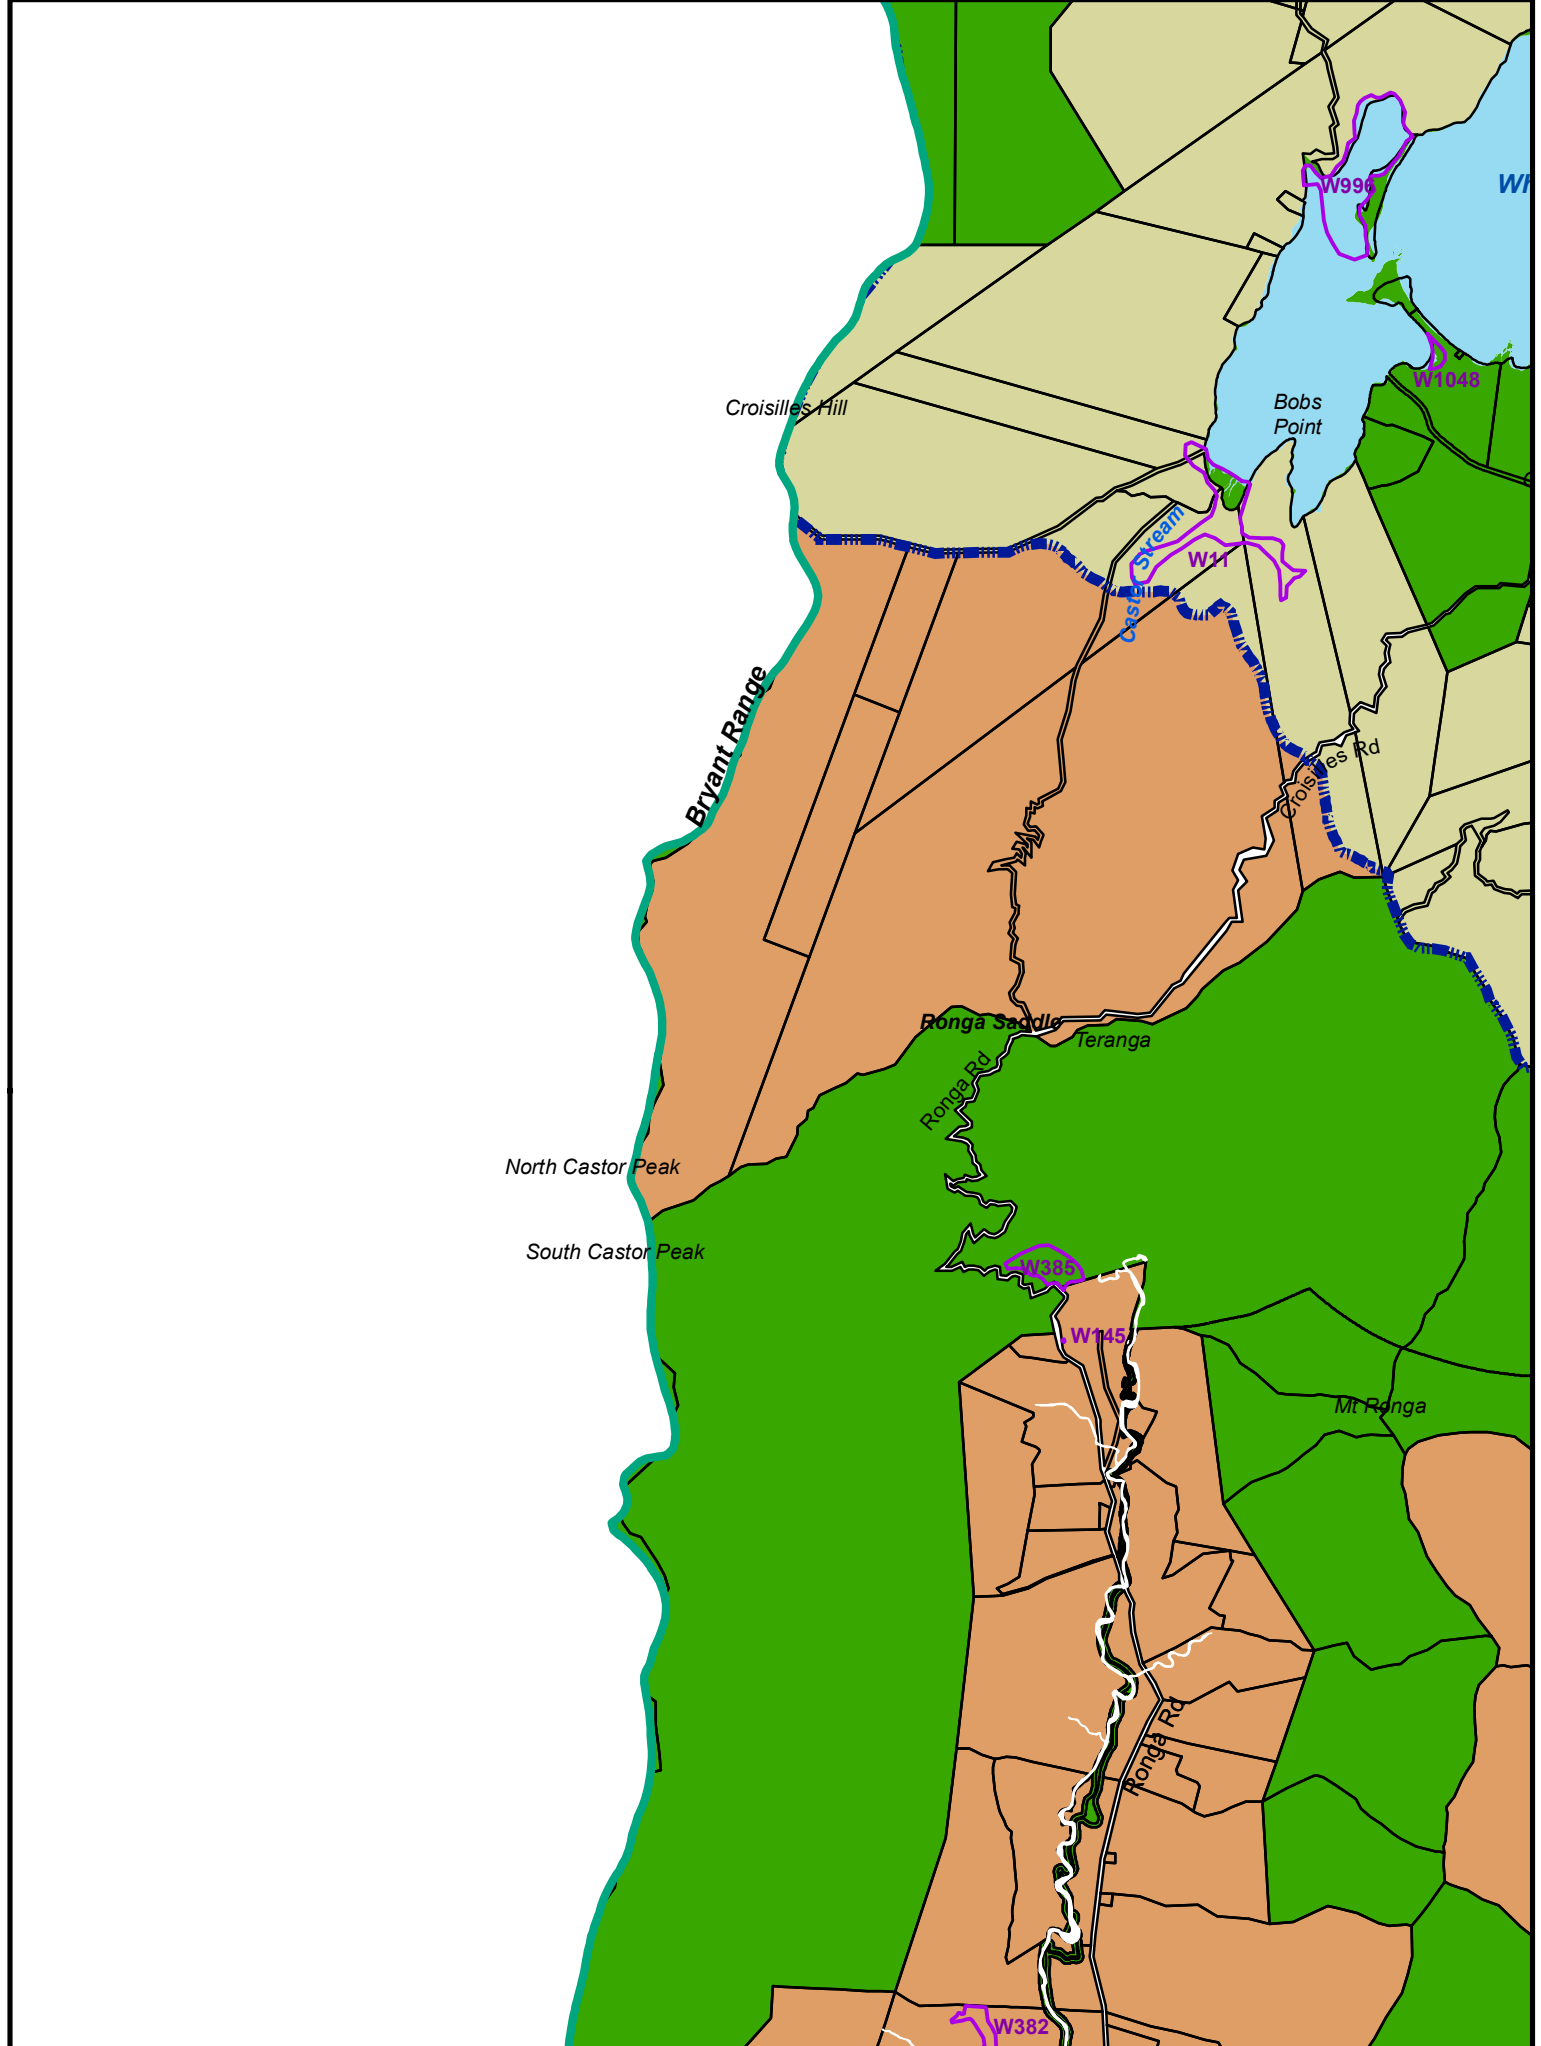 W996
Wh
W1048
Croisilles Hill
Bobs
Point
Caster Stream
W11
Bryant Range
Croisilles Rd
Ronga Saddle
Teranga
Ronga Rd
North Castor Peak
South Castor Peak
W385
W145
Mt Ronga
Ronga Rd
W382